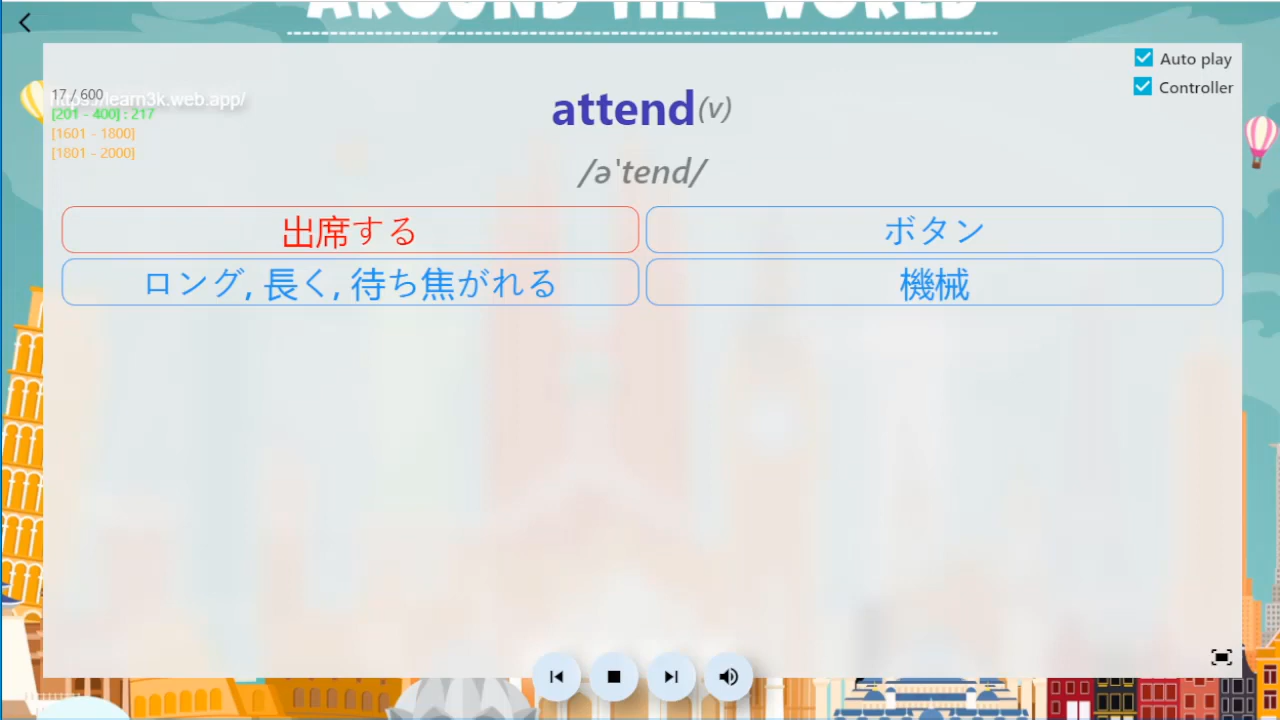 AROUND THE WORLD
Auto play
Controller
17 / 600
https://learn3k.web.app/
[201 - 400] : 217
[1601 - 1800]
[1801 - 2000]
attend(v)
/ə'tend/
出席する
ボタン
ロング, 長く, 待ち焦がれる
機械